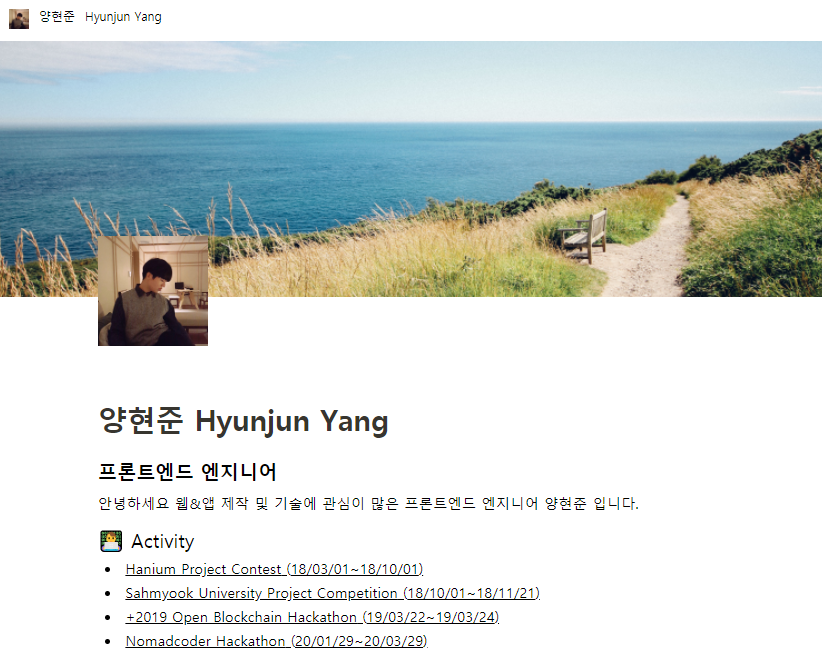 양현준 Hyunjun Yang
양현준 Hyunjun Yang
프론트엔드 엔지니어
안녕하세요 웹&앱 제작 및 기술에 관심이 많은 프론트엔드 엔지니어 양현준 입니다.
Activity
Hanium Project Contest (18/03/01~18/10/01)
Sahmyook University Project Competition (18/10/01~18/11/21)
+2019 Open Blockchain Hackathon (19/03/22~19/03/24)
Nomadcoder Hackathon (20/01/29~20/03/29)